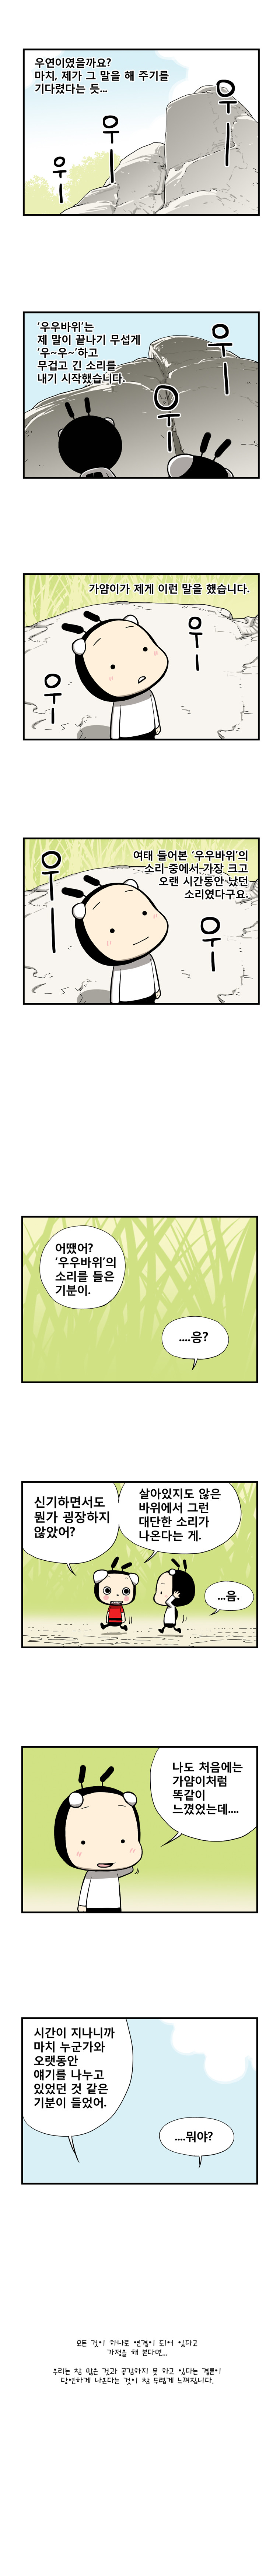 우연이였을까요?
마치, 제가 그 말을 해 주기를
기다렸다는 듯...
우
우
우
'우우바위'는
제 말이 끝나기 무섭게
'우~우~'하고
무겁고 긴 소리를
내기 시작했습니다.
우
우
가얌이가 제게 이런 말을 했습니다.
우
우
여태 들어본 '우우바위'의
소리 중에서 가장 크고
오랜 시간동안 났던
소리였다구요.
우
우
어땠어?
'우우바위'의
소리를 들은
기분이.
....응?
신기하면서도
뭔가 굉장하지
않았어?
살아있지도 않은
바위에서 그런
대단한 소리가
나온다는 게.
...음.
나도 처음에는
가얌이처럼
똑같이
느꼈었는데....
시간이 지나니까
마치 누군가와
오랫동안
얘기를 나누고
있었던 것 같은
기분이 들었어.
....뭐야?
모든 것이 하나로 연결이 되어 있다고
가정을 해 본다면...
우리는 참 많은 것과 공감하지 못 하고 있다는 결론이
당연하게 나온다는 것이 참 두렵게 느껴집니다.